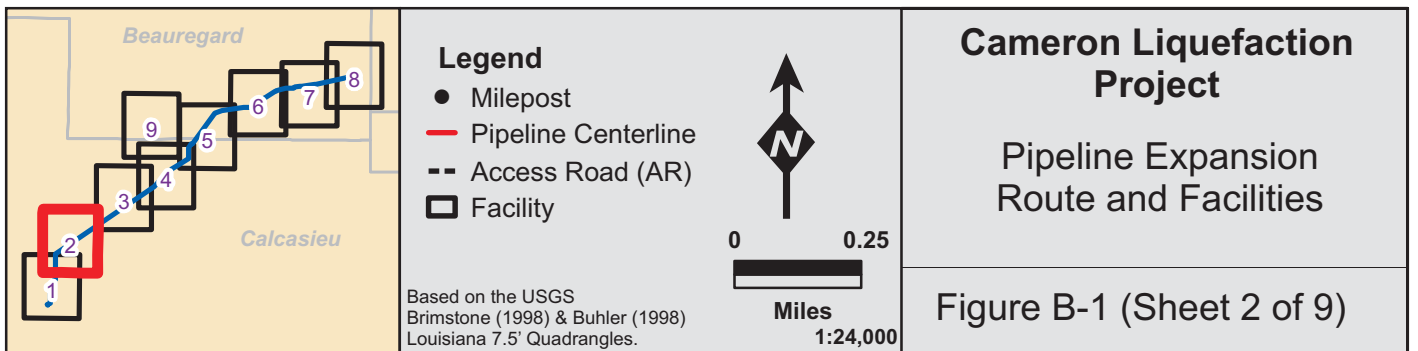 Beauregard
8
7
6
9
5
4
3
2
1
Calcasieu
Legend
Milepost
Pipeline Centerline
Access Road (AR)
Facility
Based on the USGS
Brimstone (1998) & Buhler (1998)
Louisiana 7.5' Quadrangles.
N
0 0.25
Miles
1:24,000
Cameron Liquefaction
Project
Pipeline Expansion
Route and Facilities
Figure B-1 (Sheet 2 of 9)